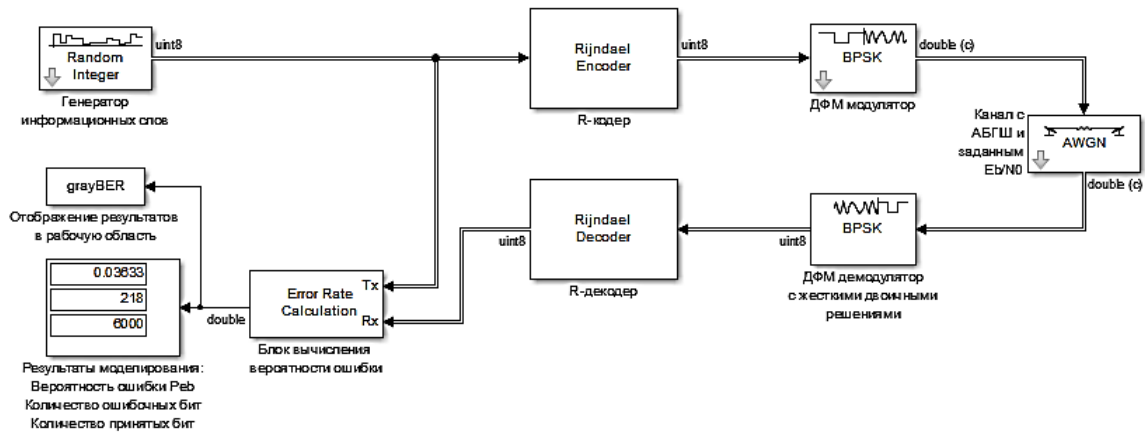 Random
Integer
uint8
Генератор
информационных слов
Rijndael
Encoder
uint8
R-кодер
BPSK
ДФМ модулятор
double (c)
Канал с
АБГШ и
заданным
Eb/N0
AWGN
double (c)
grayBER
Отображение результатов
в рабочую область
Rijndael
Decoder
uint8
R-декодер
uint8
BPSK
ДФМ демодулятор
с жесткими двоичными
решениями
0.03633
218
6000
double
Error Rate
Calculation
Tx
Rx
Блок вычисления
вероятности ошибки
Результаты моделирования:
Вероятность ошибки Peb
Количество ошибочных бит
Количество принятых бит